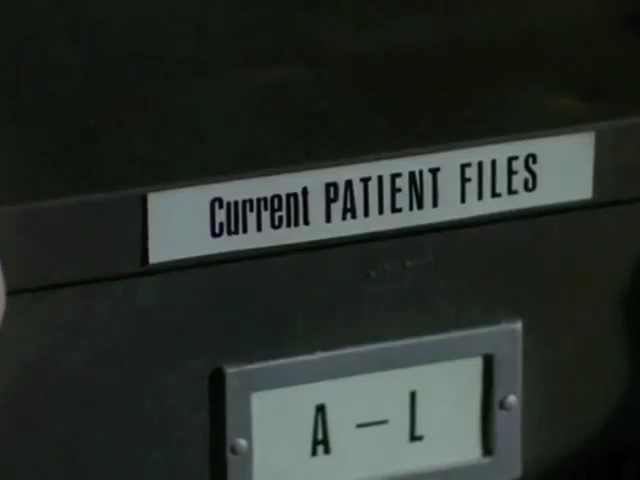 Current PATIENT FILES
A – L